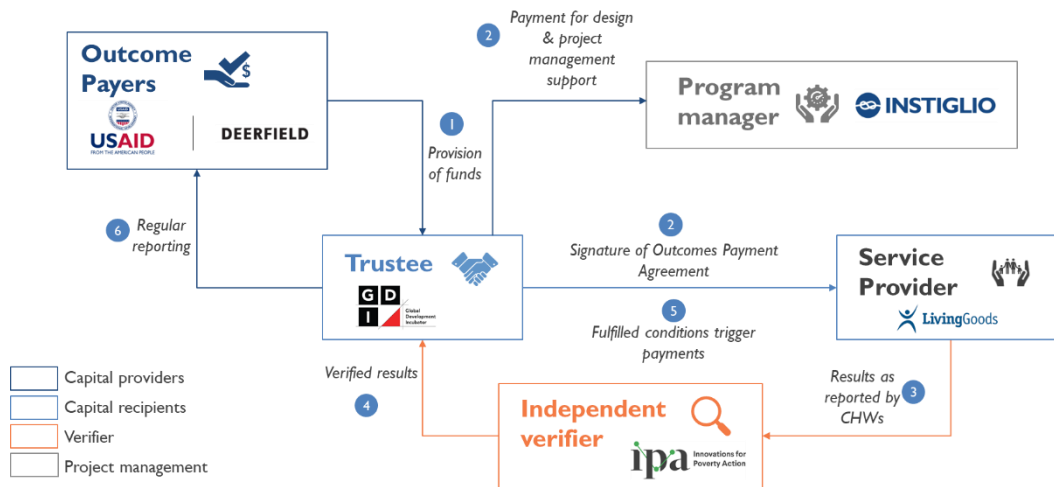 Outcome
Payers
$
USAID
FROM THE AMERICAN PEOPLE
DEERFIELD
2
Payment for design
& project
management
support
Program
manager
INSTIGLIO
1
Provision
of funds
6
Regular
reporting
Trustee
G D
I
Global
Development
Incubator
2
Signature of Outcomes Payment
Agreement
5
Fulfilled conditions trigger
payments
Service
Provider
LivingGoods
Verified results
4
Results as
reported by
CHWs
3
Independent
verifier
ipa
Innovations for
Poverty Action
Capital providers
Capital recipients
Verifier
Project management